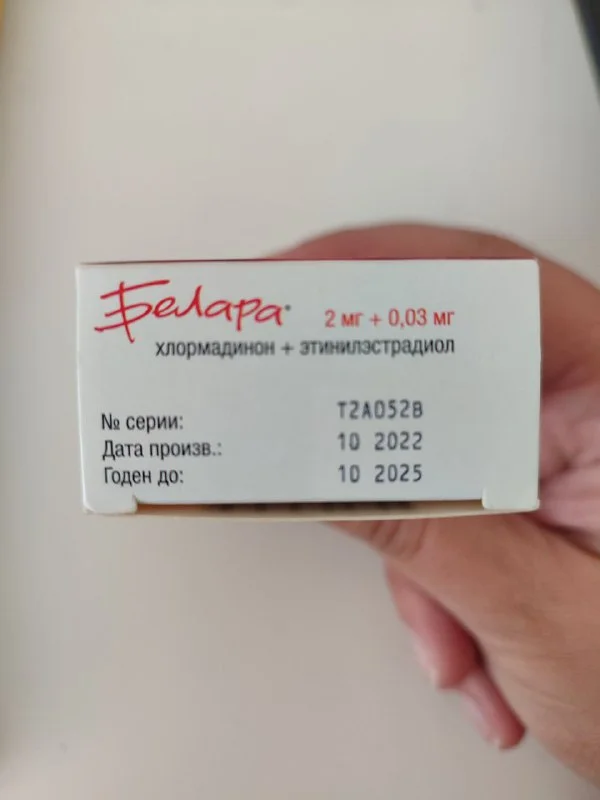 Белара® 2 мг + 0,03 мг
хлормадинон + этинилэстрадиол
№ серии: T2A052B
Дата произв.: 10 2022
Годен до: 10 2025